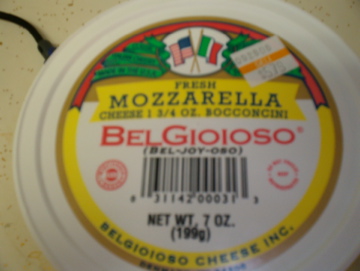 FRESH
MOZZARELLA
CHEESE 1 3/4 OZ. BOCCONCINI
BELGIOIOSO®
(BEL-JOY-OSO)
0 31142 00031 3
NET WT. 7 OZ.
(199g)
BELGIOIOSO CHEESE INC.